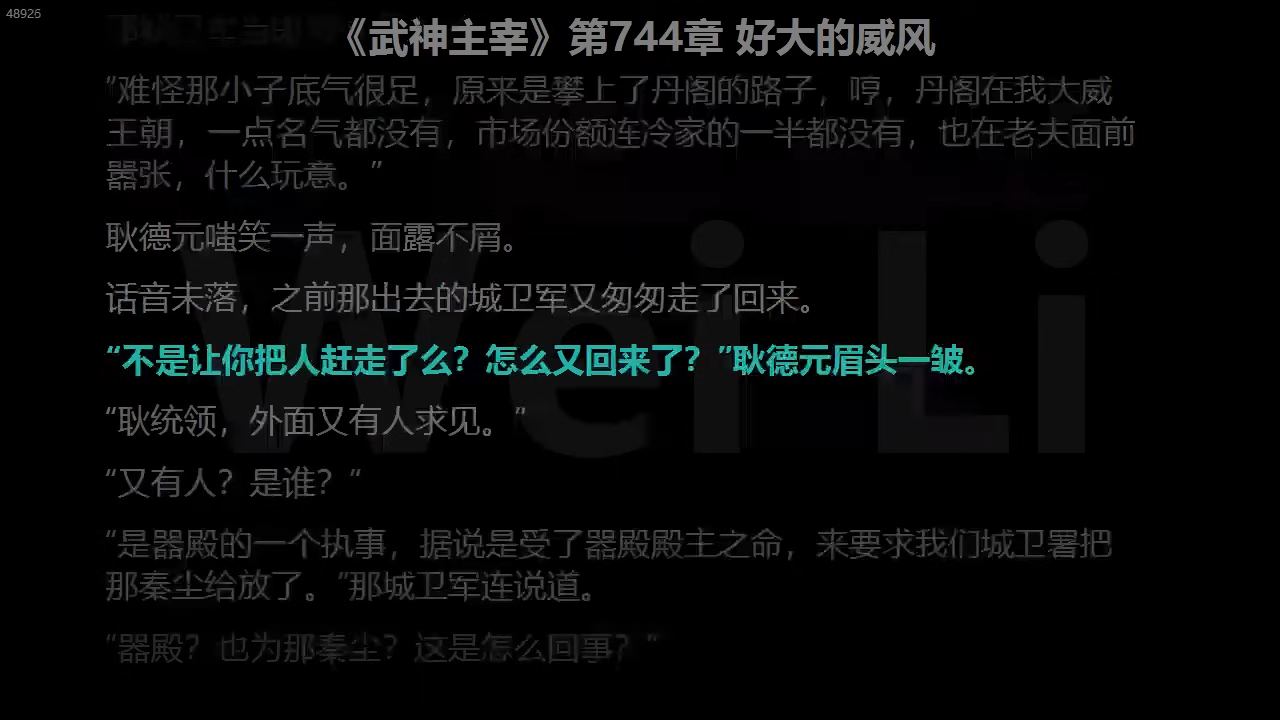 48926
《武神主宰》第744章 好大的威风
“难怪那小子底气很足，原来是攀上了丹阁的路子，哼，丹阁在我大威
王朝，一点名气都没有，市场份额连冷家的一半都没有，也在老夫面前
嚣张，什么玩意。”
耿德元嗤笑一声，面露不屑。
话音未落，之前那出去的城卫军又匆匆走了回来。
“不是让你把人赶走了么？怎么又回来了？”耿德元眉头一皱。
“耿统领，外面又有人求见。”
“又有人？是谁？“
“是器殿的一个执事，据说是受了器殿殿主之命，来要求我们城卫署把
那秦尘给放了。”那城卫军连说道。
“器殿？也为那秦尘？这是怎么回事？”
Wei Li